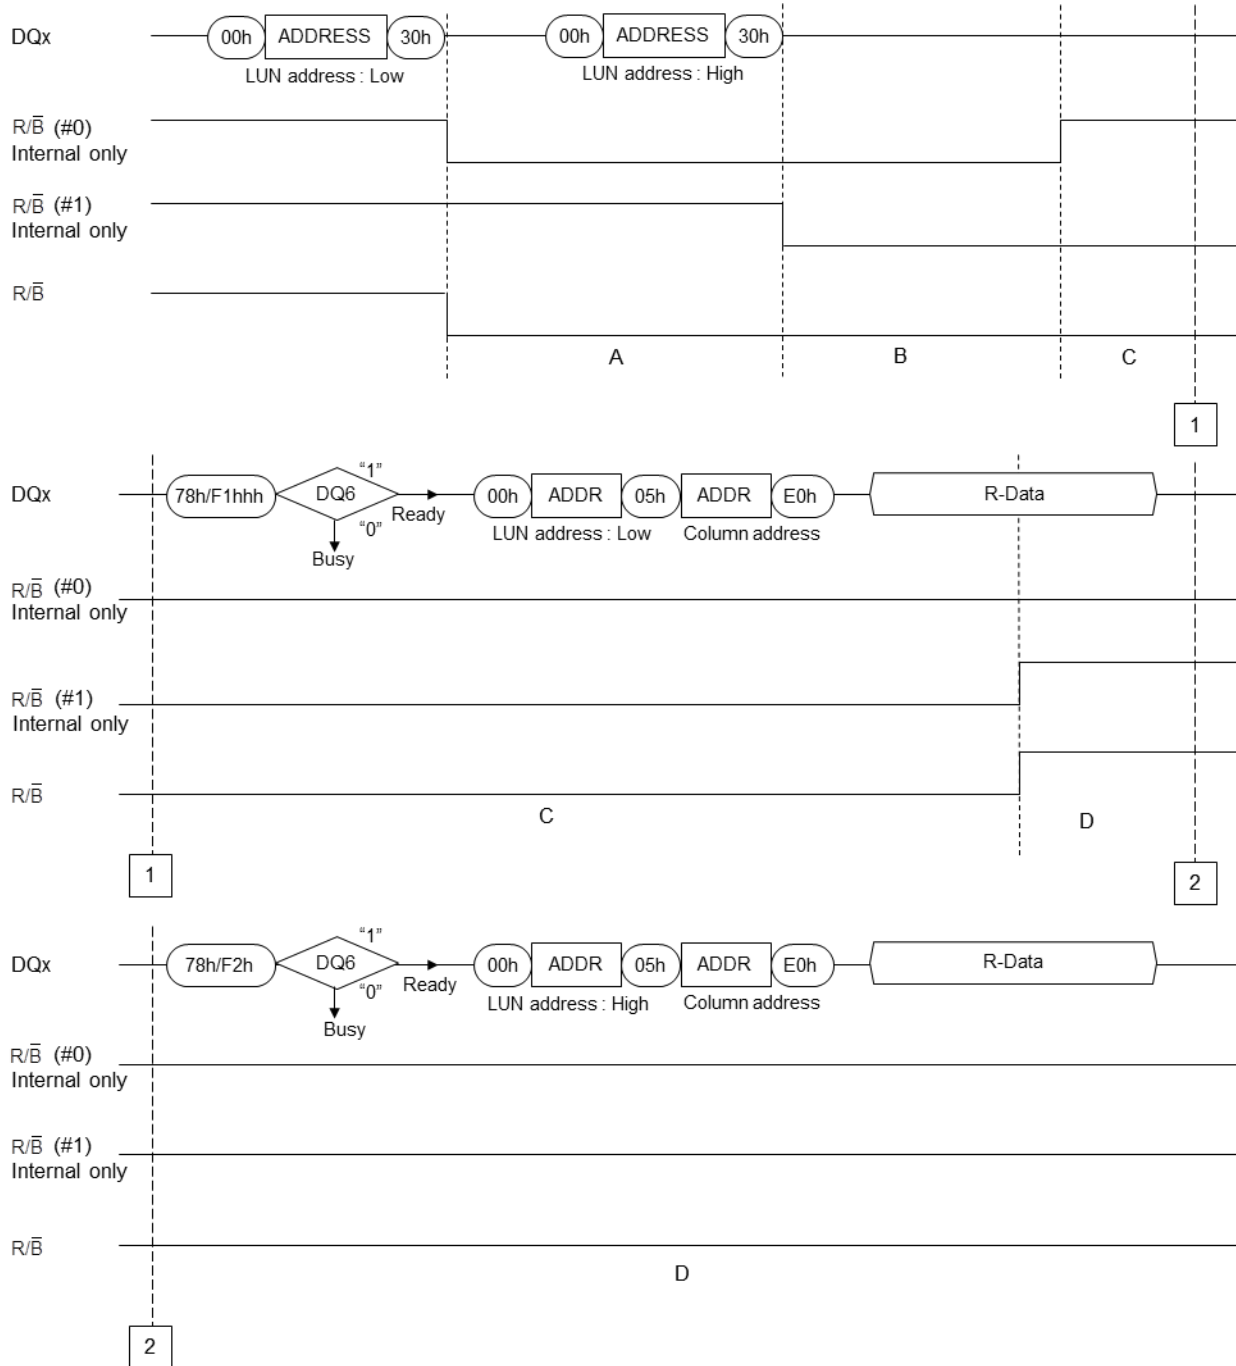 DQx 00h ADDRESS 30h 00h ADDRESS 30h
LUN address : Low LUN address : High
R/B̅ (#0)
Internal only
R/B̅ (#1)
Internal only
R/B̅
A B C
1
DQx 78h/F1hhh DQ6 "1" "0" Ready 00h ADDR 05h ADDR E0h R-Data
Busy LUN address : Low Column address
R/B̅ (#0)
Internal only
R/B̅ (#1)
Internal only
R/B̅
C D
1 2
DQx 78h/F2h DQ6 "1" "0" Ready 00h ADDR 05h ADDR E0h R-Data
Busy LUN address : High Column address
R/B̅ (#0)
Internal only
R/B̅ (#1)
Internal only
R/B̅
D
2